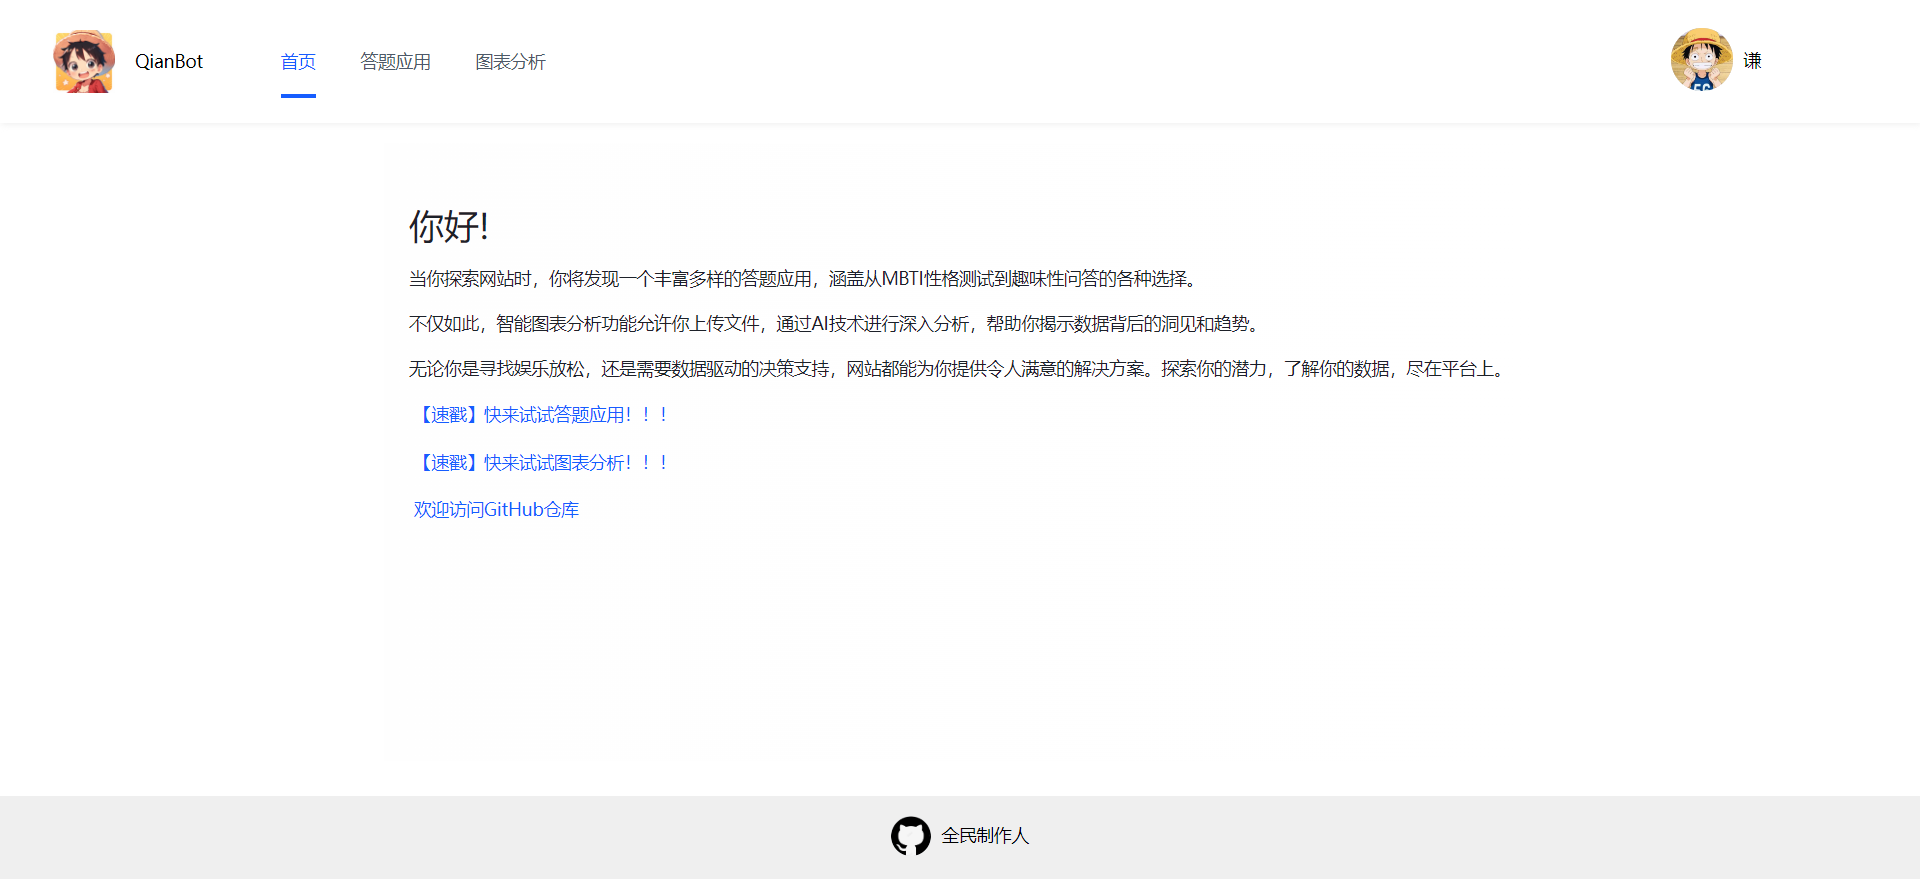 QianBot
首页
答题应用
图表分析
谦
你好!
当你探索网站时，你将发现一个丰富多样的答题应用，涵盖从MBTI性格测试到趣味性问答的各种选择。
不仅如此，智能图表分析功能允许你上传文件，通过AI技术进行深入分析，帮助你揭示数据背后的洞见和趋势。
无论你是寻找娱乐放松，还是需要数据驱动的决策支持，网站都能为你提供令人满意的解决方案。探索你的潜力，了解你的数据，尽在平台上。
【速戳】快来试试答题应用！！！
【速戳】快来试试图表分析！！！
欢迎访问GitHub仓库
全民制作人